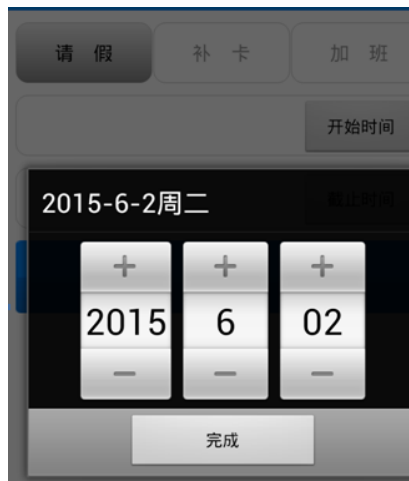 请 假
补 卡
加 班
开始时间
截止时间
2015-6-2周二
+ + +
2015 6 02
- - -
完成